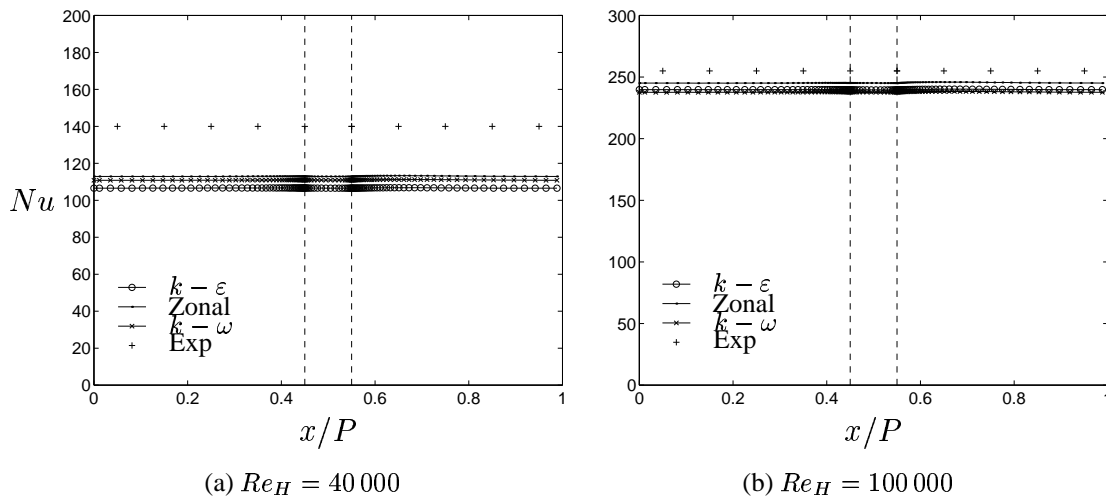 200
180
160
140
120
100
80
60
40
20
0
Nu
k − ε
Zonal
k − ω
Exp
0 0.2 0.4 0.6 0.8 1
x/P
(a) Re_H = 40 000
300
250
200
150
100
50
0
k − ε
Zonal
k − ω
Exp
0 0.2 0.4 0.6 0.8 1
x/P
(b) Re_H = 100 000